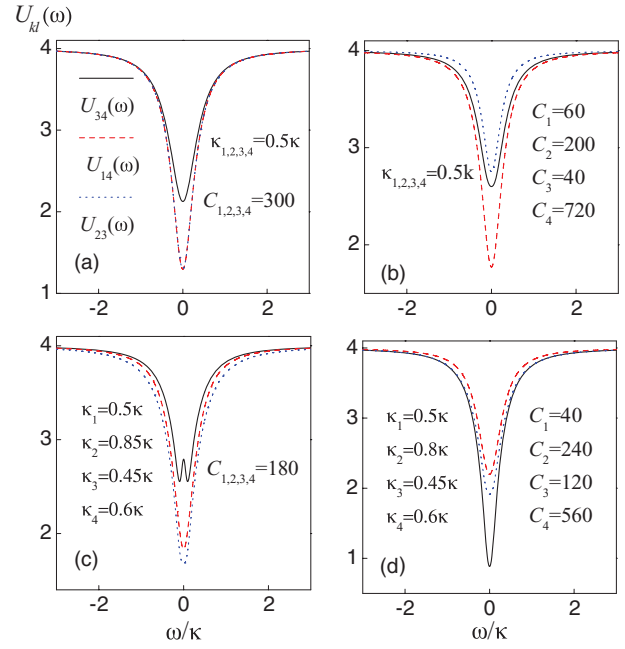 U_kl(ω)
4
3
2
1
-2 0 2
U_34(ω)
U_14(ω)
U_23(ω)
κ_1,2,3,4=0.5κ
C_1,2,3,4=300
(a)
4
3
2
-2 0 2
κ_1,2,3,4=0.5k
C_1=60
C_2=200
C_3=40
C_4=720
(b)
4
3
2
-2 0 2
κ_1=0.5κ
κ_2=0.85κ
κ_3=0.45κ
κ_4=0.6κ
C_1,2,3,4=180
(c)
ω/κ
4
3
2
1
-2 0 2
κ_1=0.5κ
κ_2=0.8κ
κ_3=0.45κ
κ_4=0.6κ
C_1=40
C_2=240
C_3=120
C_4=560
(d)
ω/κ